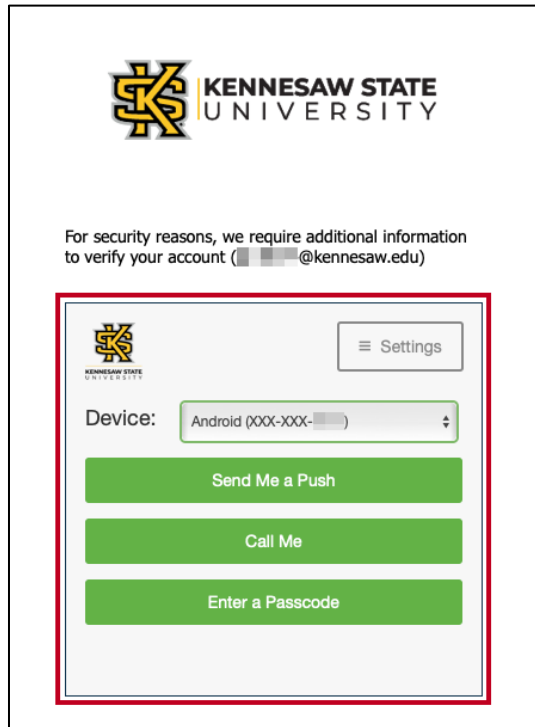 KENNESAW STATE
UNIVERSITY
For security reasons, we require additional information
to verify your account (@kennesaw.edu)
KENNESAW STATE
UNIVERSITY
≡ Settings
Device:
Android (XXX-XXX-)
Send Me a Push
Call Me
Enter a Passcode